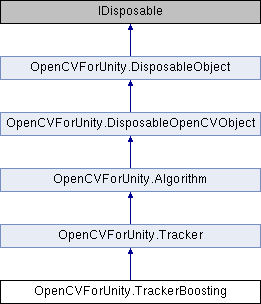 IDisposable
OpenCVForUnity.DisposableObject
OpenCVForUnity.DisposableOpenCVObject
OpenCVForUnity.Algorithm
OpenCVForUnity.Tracker
OpenCVForUnity.TrackerBoosting